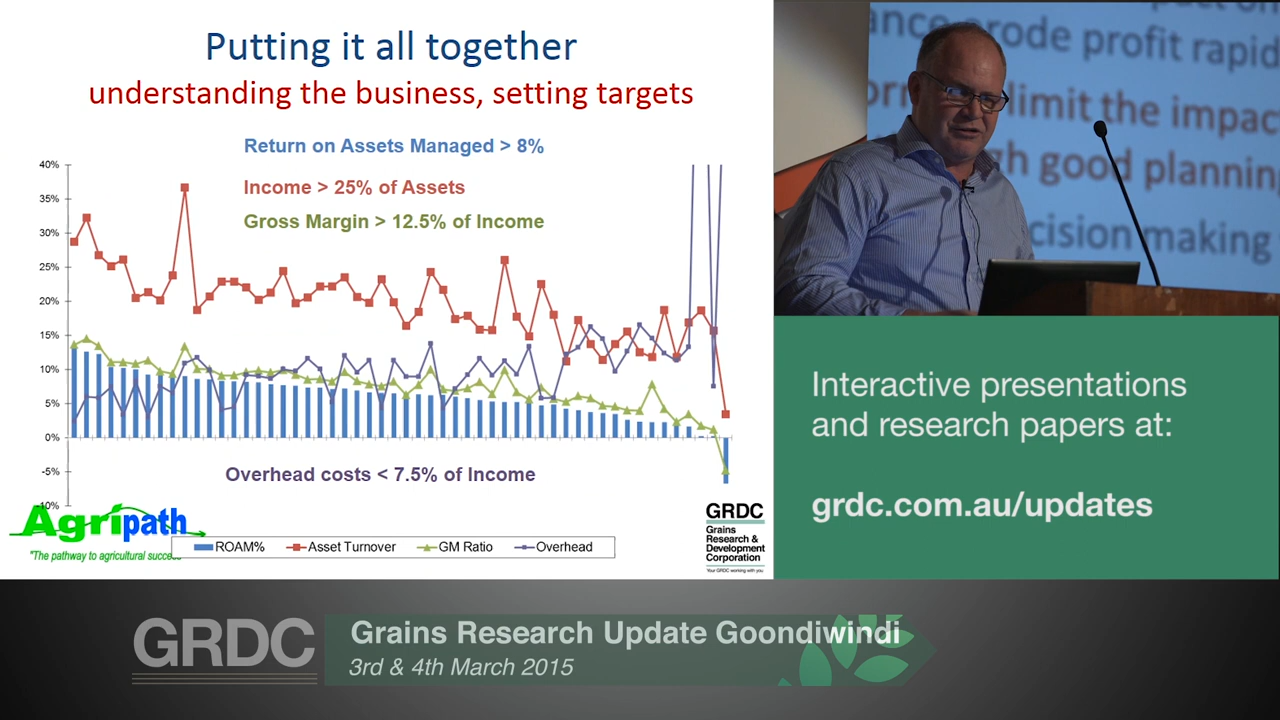 Putting it all together
understanding the business, setting targets
Return on Assets Managed > 8%
Income > 25% of Assets
Gross Margin > 12.5% of Income
40%
35%
30%
25%
20%
15%
10%
5%
0%
-5%
10%
Overhead costs < 7.5% of Income
Agripath
"The pathway to agricultural succe
ROAM%
Asset Turnover
GM Ratio
Overhead
GRDC
Grains
Research &
Development
Corporation
Your GRDC working with you
ance erode profit rapid
limit the impac
gh good planning
cision making
Interactive presentations
and research papers at:
grdc.com.au/updates
GRDC
Grains Research Update Goondiwindi
3rd & 4th March 2015